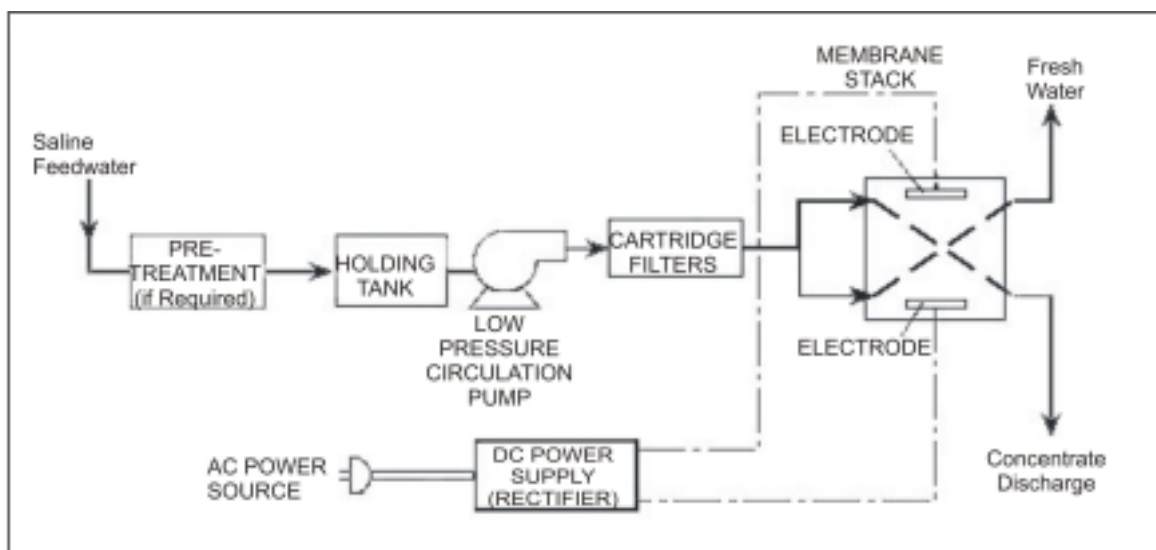 MEMBRANE
STACK
Fresh
Water
Saline
Feedwater
ELECTRODE
PRE-
TREATMENT
(if Required)
HOLDING
TANK
CARTRIDGE
FILTERS
LOW
PRESSURE
CIRCULATION
PUMP
ELECTRODE
AC POWER
SOURCE
DC POWER
SUPPLY
(RECTIFIER)
Concentrate
Discharge